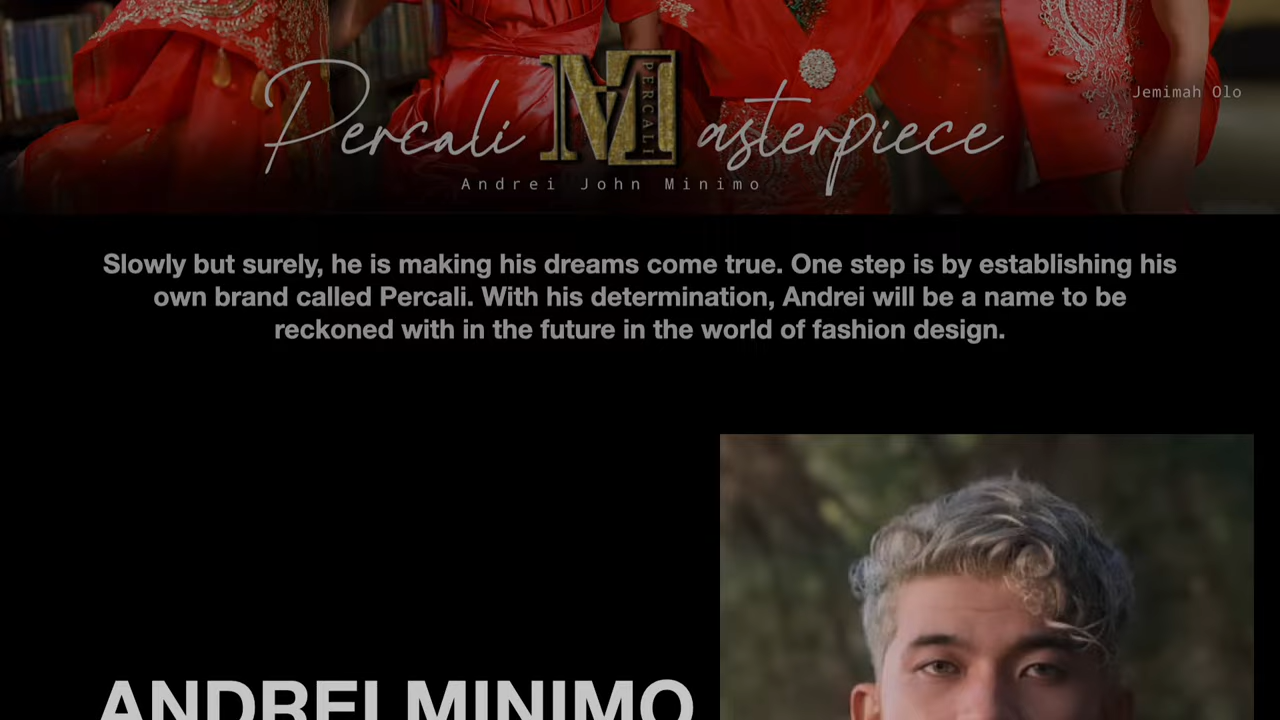 Percali Masterpiece
PERCALI
Jemimah Olo
Andrei John Minimo
Slowly but surely, he is making his dreams come true. One step is by establishing his
own brand called Percali. With his determination, Andrei will be a name to be
reckoned with in the future in the world of fashion design.
ANDREI MINIMO